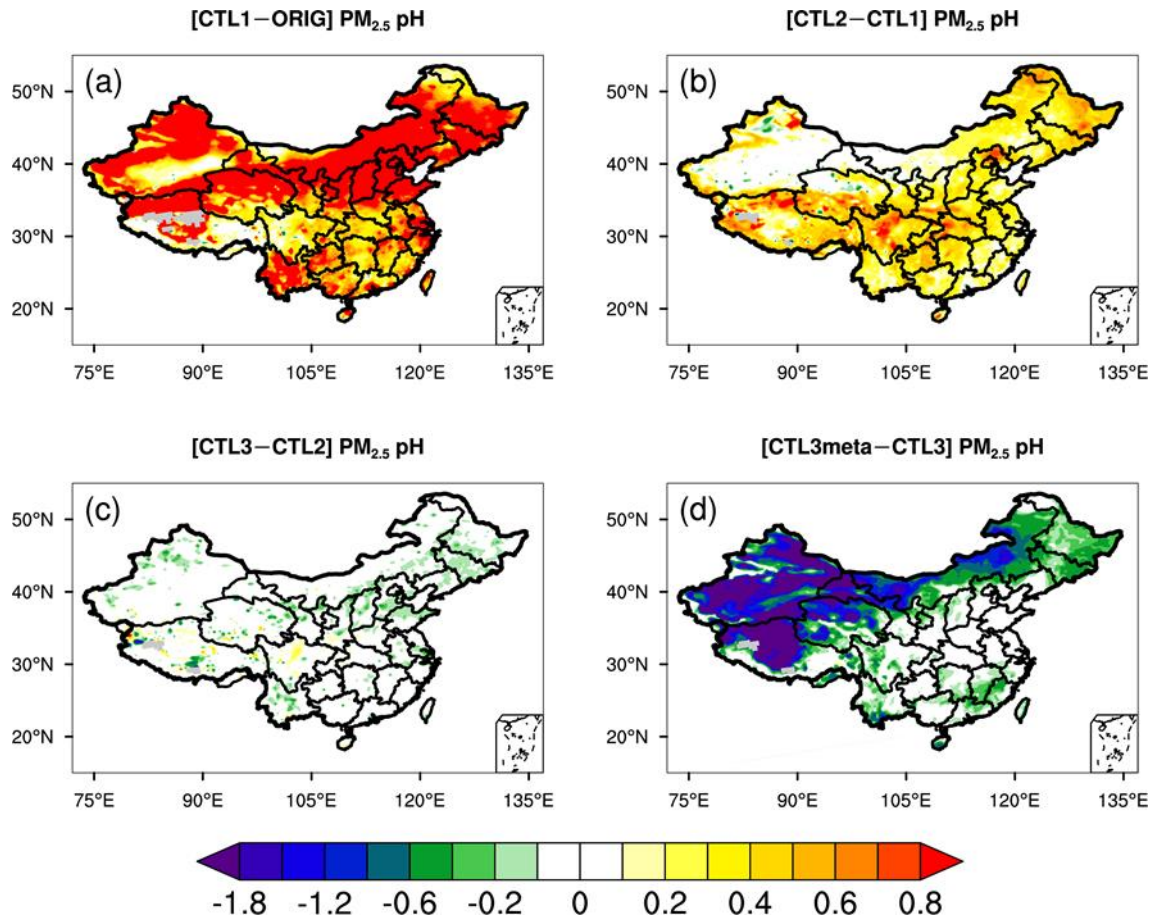 [CTL1−ORIG] PM₂.₅ pH
[CTL2−CTL1] PM₂.₅ pH
(a)
(b)
50°N
40°N
30°N
20°N
75°E 90°E 105°E 120°E 135°E
50°N
40°N
30°N
20°N
75°E 90°E 105°E 120°E 135°E
[CTL3−CTL2] PM₂.₅ pH
[CTL3meta−CTL3] PM₂.₅ pH
(c)
(d)
50°N
40°N
30°N
20°N
75°E 90°E 105°E 120°E 135°E
50°N
40°N
30°N
20°N
75°E 90°E 105°E 120°E 135°E
-1.8 -1.2 -0.6 -0.2 0 0.2 0.4 0.6 0.8